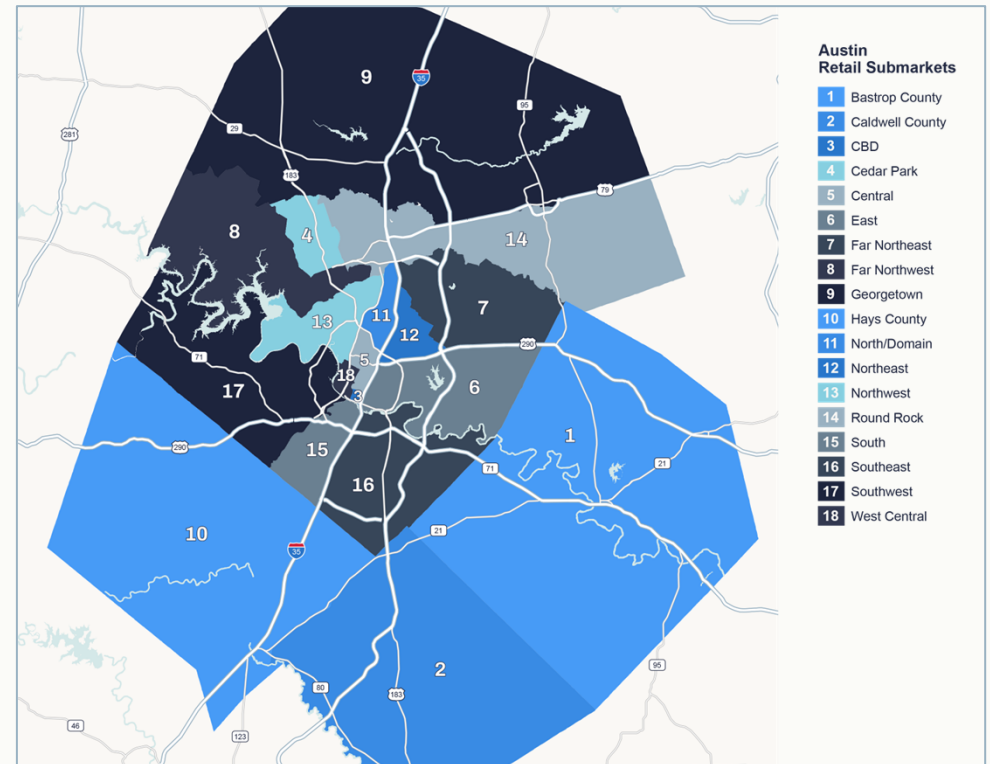 9
35
95
29
281
183
79
8
4
14
7
13
11
12
5
290
18
3
71
17
6
1
290
15
71
21
16
10
21
35
2
95
80
183
46
123
Austin
Retail Submarkets
1 Bastrop County
2 Caldwell County
3 CBD
4 Cedar Park
5 Central
6 East
7 Far Northeast
8 Far Northwest
9 Georgetown
10 Hays County
11 North/Domain
12 Northeast
13 Northwest
14 Round Rock
15 South
16 Southeast
17 Southwest
18 West Central